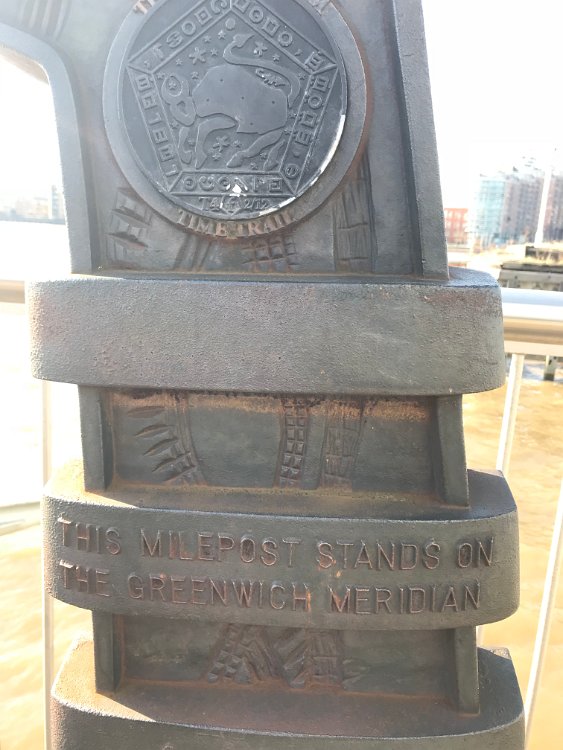 TIME TRAIL
THIS MILEPOST STANDS ON
THE GREENWICH MERIDIAN